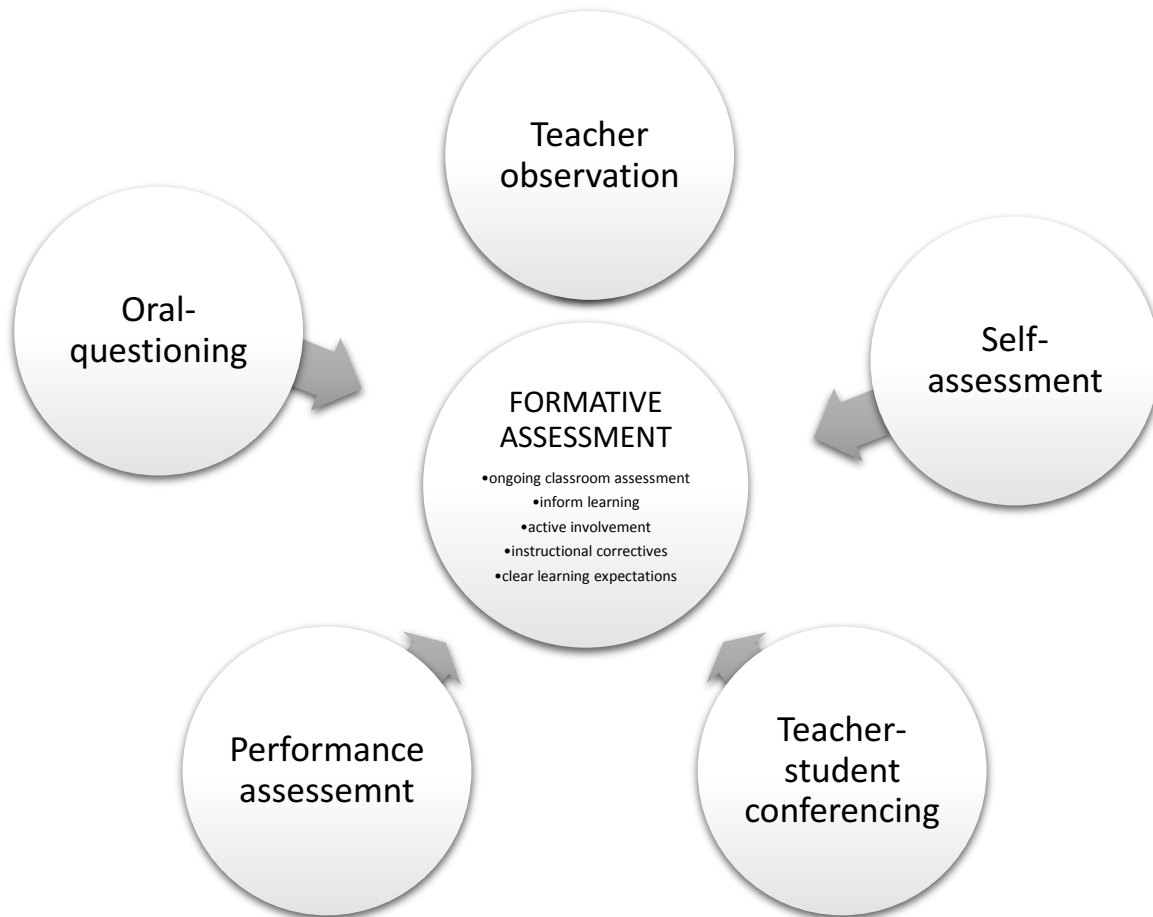 Teacher
observation
Oral-
questioning
Self-
assessment
FORMATIVE
ASSESSMENT
•ongoing classroom assessment
•inform learning
•active involvement
•instructional correctives
•clear learning expectations
Performance
assessemnt
Teacher-
student
conferencing